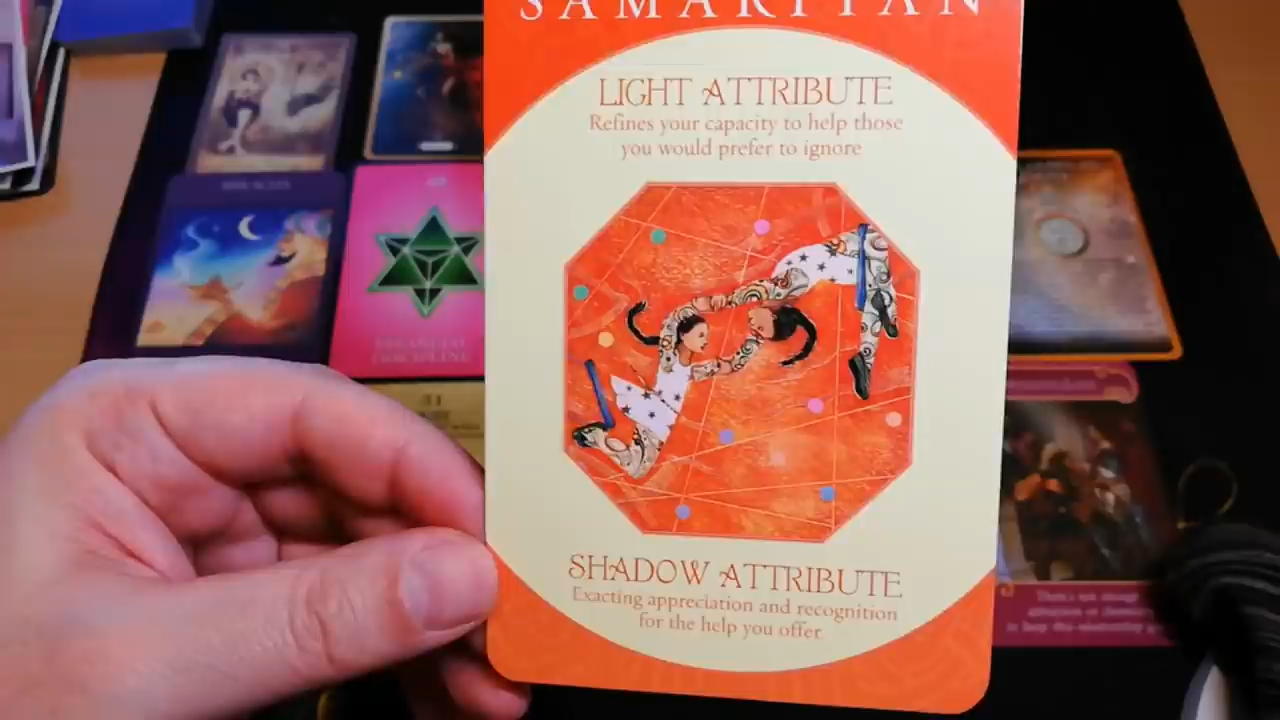 SAMARITAN
LIGHT ATTRIBUTE
Refines your capacity to help those
you would prefer to ignore
SHADOW ATTRIBUTE
Exacting appreciation and recognition
for the help you offer
DISCIPLINE